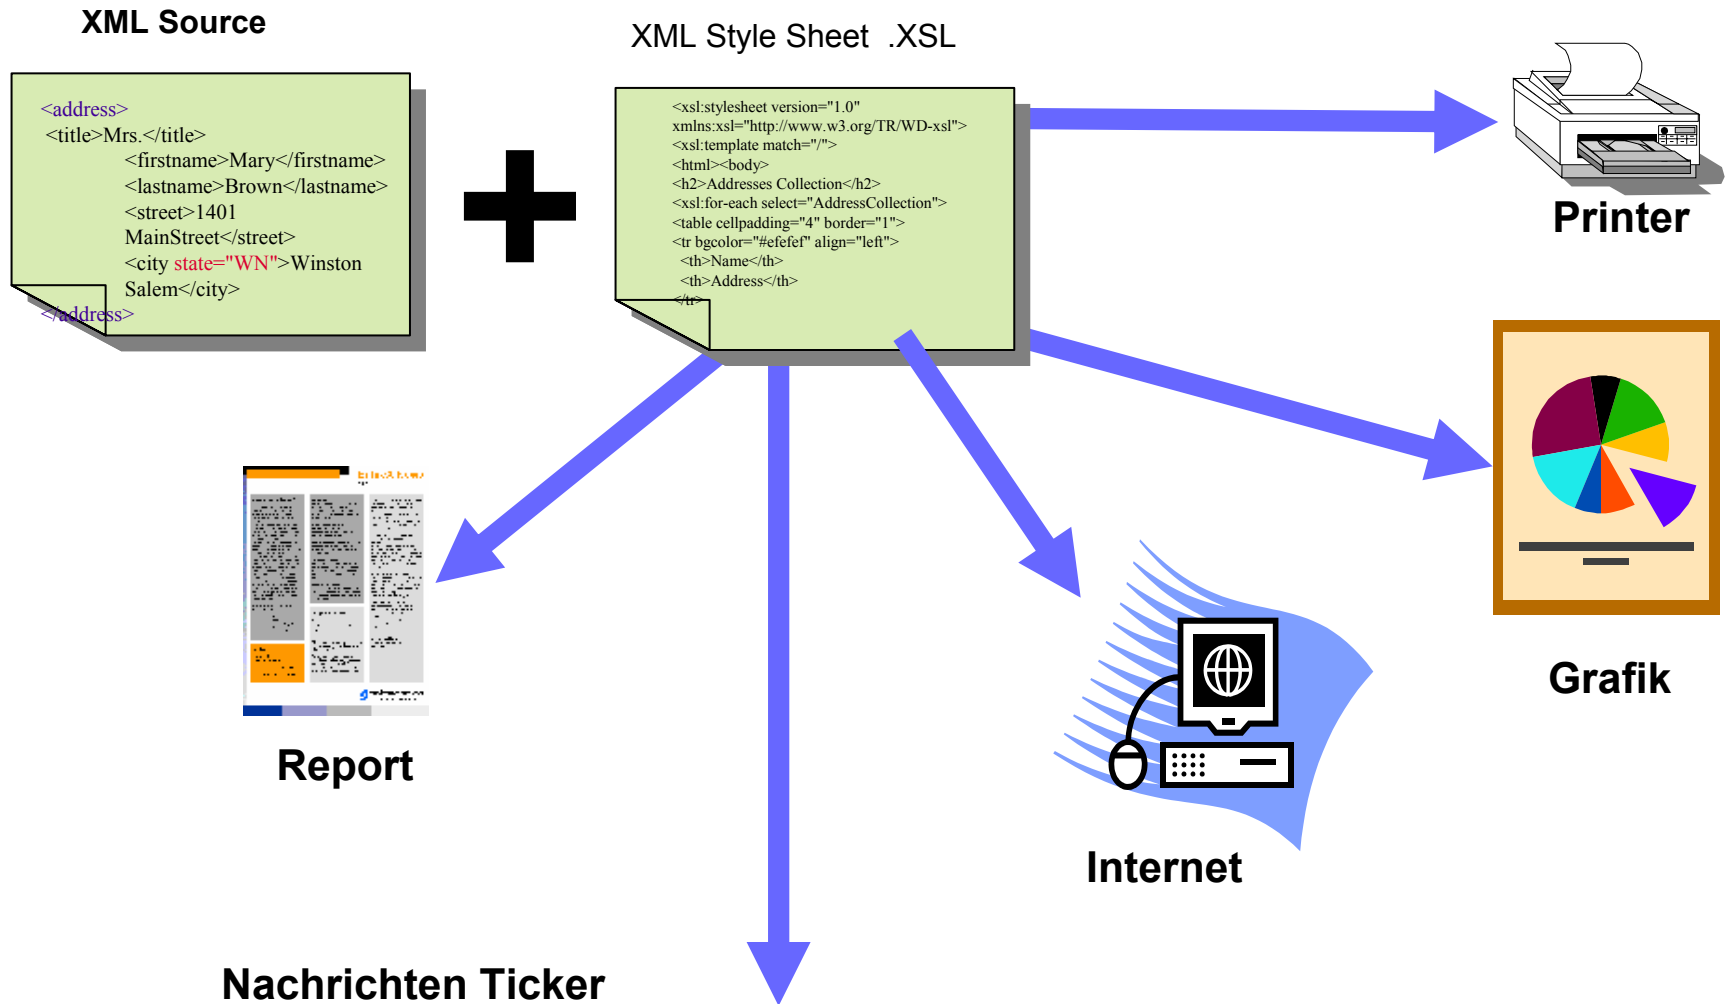 XML Source
XML Style Sheet .XSL
<address>
<title>Mrs.</title>
<firstname>Mary</firstname>
<lastname>Brown</lastname>
<street>1401
MainStreet</street>
<city state="WN">Winston
Salem</city>
</address>
<xsl:stylesheet version="1.0"
xmlns:xsl="http://www.w3.org/TR/WD-xsl">
<xsl:template match="/">
<html><body>
<h2>Addresses Collection</h2>
<xsl:for-each select="AddressCollection">
<table cellpadding="4" border="1">
<tr bgcolor="#efefef" align="left">
<th>Name</th>
<th>Address</th>
</tr>
Printer
Grafik
Report
Internet
Nachrichten Ticker